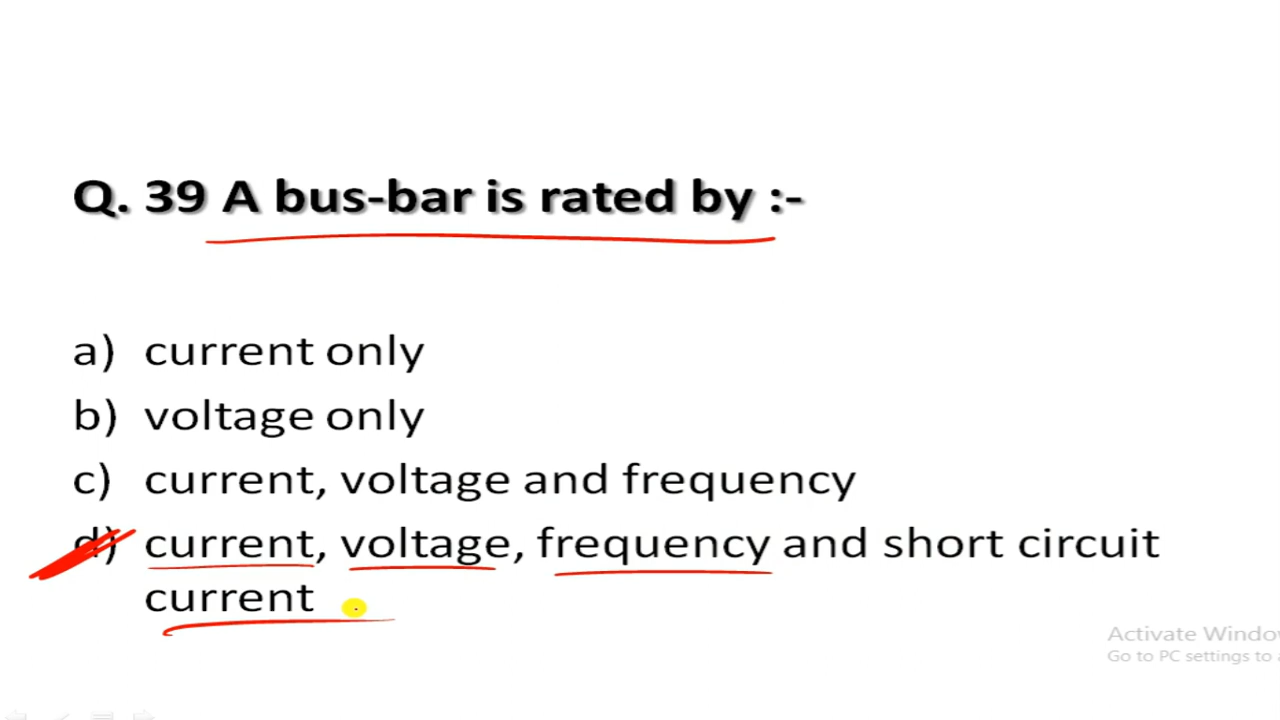 Q. 39 A bus-bar is rated by :-
a) current only
b) voltage only
c) current, voltage and frequency
d) current, voltage, frequency and short circuit
current
Activate Windo
Go to PC settings to a